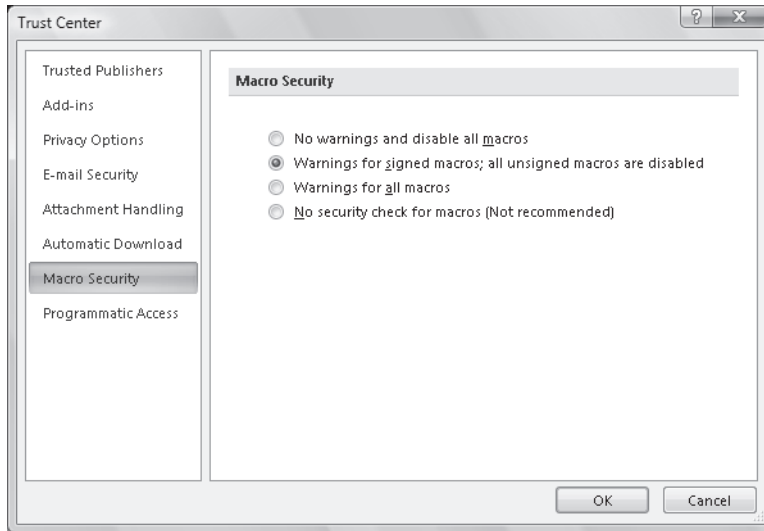 Trust Center
Trusted Publishers
Add-ins
Privacy Options
E-mail Security
Attachment Handling
Automatic Download
Macro Security
Programmatic Access
Macro Security
No warnings and disable all macros
Warnings for signed macros; all unsigned macros are disabled
Warnings for all macros
No security check for macros (Not recommended)
OK
Cancel